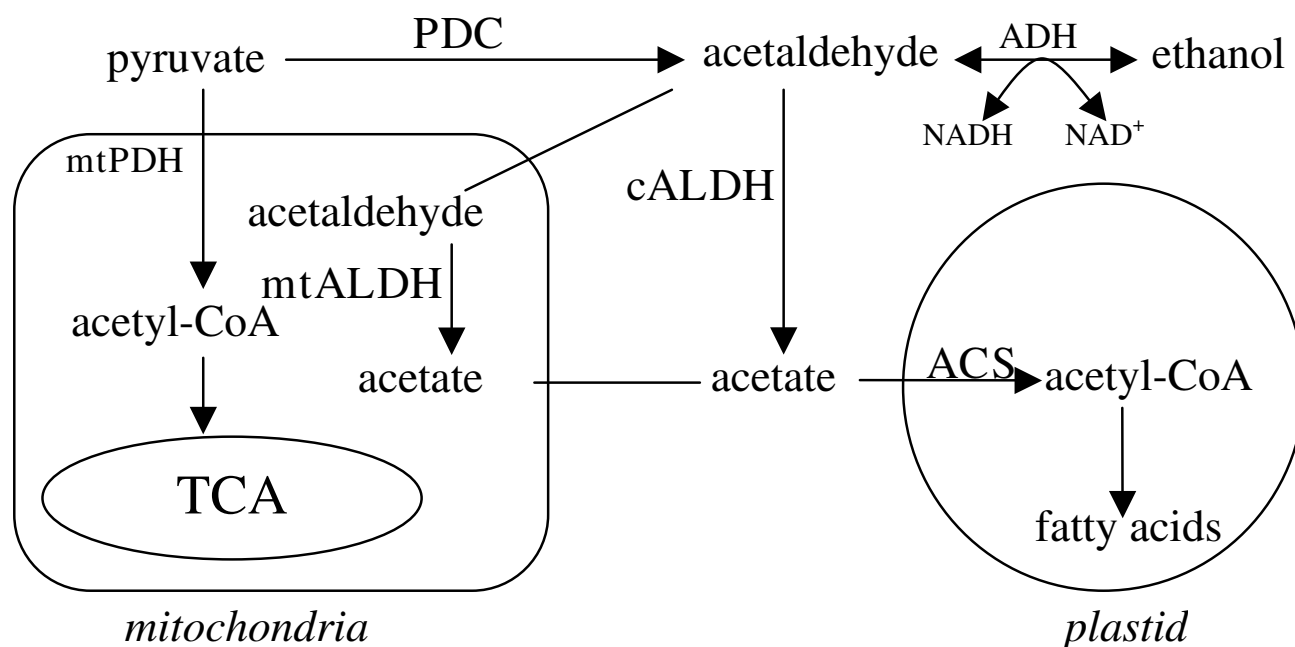 pyruvate
PDC
acetaldehyde
ADH
ethanol
NADH
NAD⁺
mtPDH
acetaldehyde
cALDH
mtALDH
acetyl-CoA
acetate
acetate
ACS
acetyl-CoA
TCA
fatty acids
mitochondria
plastid